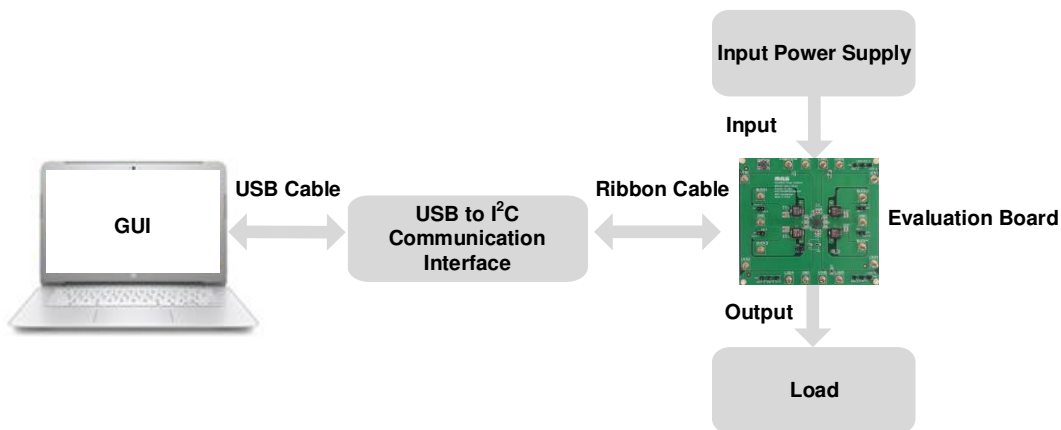 Input Power Supply
Input
USB Cable
Ribbon Cable
GUI
USB to I²C
Communication
Interface
Evaluation Board
Output
Load